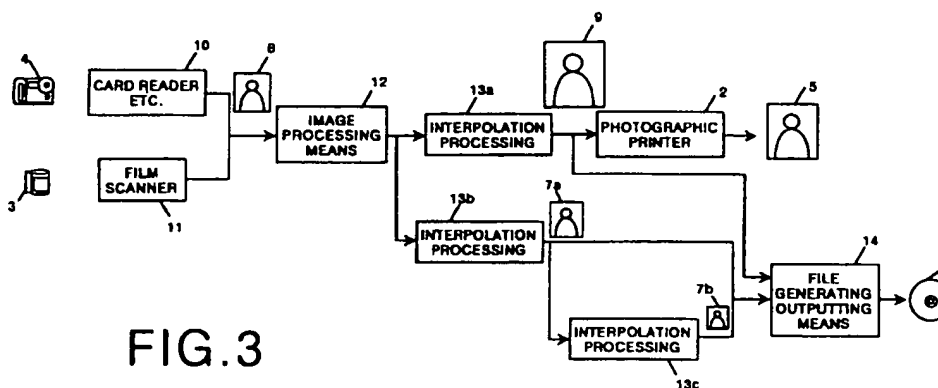 4
10
CARD READER
ETC.
8
3
FILM
SCANNER
11
12
IMAGE
PROCESSING
MEANS
13a
INTERPOLATION
PROCESSING
9
2
PHOTOGRAPHIC
PRINTER
5
13b
INTERPOLATION
PROCESSING
7a
7b
INTERPOLATION
PROCESSING
13c
14
FILE
GENERATING
OUTPUTTING
MEANS
FIG.3